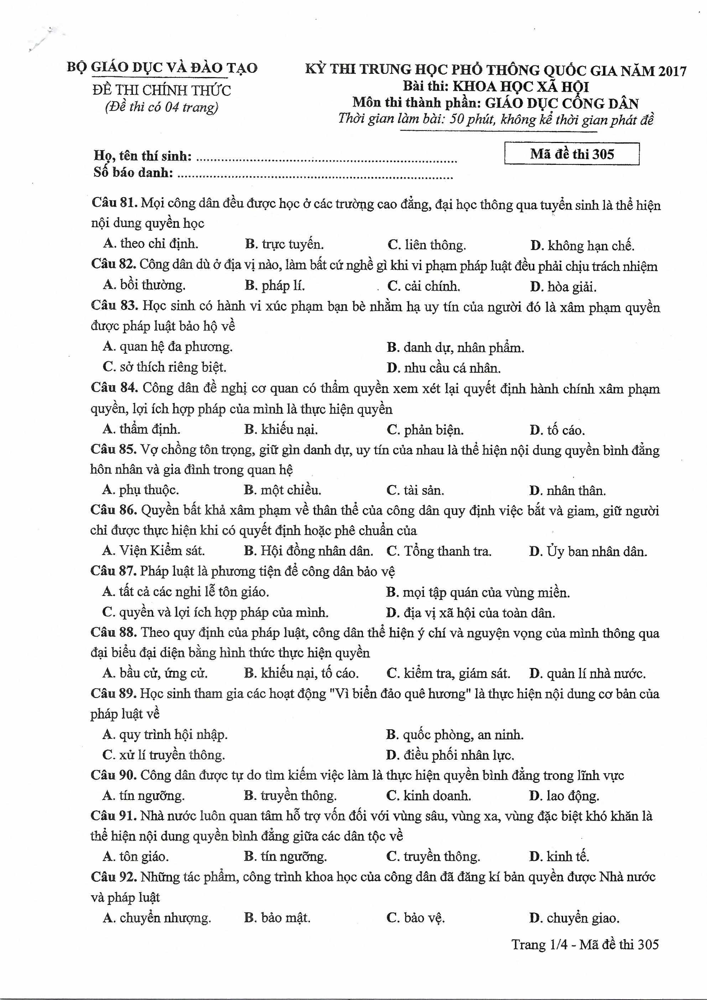 BỘ GIÁO DỤC VÀ ĐÀO TẠO
ĐỀ THI CHÍNH THỨC
(Đề thi có 04 trang)
KỲ THI TRUNG HỌC PHỔ THÔNG QUỐC GIA NĂM 2017
Bài thi: KHOA HỌC XÃ HỘI
Môn thi thành phần: GIÁO DỤC CÔNG DÂN
Thời gian làm bài: 50 phút, không kể thời gian phát đề
Họ, tên thí sinh: ..........................................................................
Số báo danh: ..............................................................................
Mã đề thi 305
Câu 81. Mọi công dân đều được học ở các trường cao đẳng, đại học thông qua tuyển sinh là thể hiện
nội dung quyền học
A. theo chỉ định. B. trực tuyến. C. liên thông. D. không hạn chế.
Câu 82. Công dân dù ở địa vị nào, làm bất cứ nghề gì khi vi phạm pháp luật đều phải chịu trách nhiệm
A. bồi thường. B. pháp lí. C. cải chính. D. hòa giải.
Câu 83. Học sinh có hành vi xúc phạm bạn bè nhằm hạ uy tín của người đó là xâm phạm quyền
được pháp luật bảo hộ về
A. quan hệ đa phương. B. danh dự, nhân phẩm.
C. sở thích riêng biệt. D. nhu cầu cá nhân.
Câu 84. Công dân đề nghị cơ quan có thẩm quyền xem xét lại quyết định hành chính xâm phạm
quyền, lợi ích hợp pháp của mình là thực hiện quyền
A. thẩm định. B. khiếu nại. C. phản biện. D. tố cáo.
Câu 85. Vợ chồng tôn trọng, giữ gìn danh dự, uy tín của nhau là thể hiện nội dung quyền bình đẳng
hôn nhân và gia đình trong quan hệ
A. phụ thuộc. B. một chiều. C. tài sản. D. nhân thân.
Câu 86. Quyền bất khả xâm phạm về thân thể của công dân quy định việc bắt và giam, giữ người
chỉ được thực hiện khi có quyết định hoặc phê chuẩn của
A. Viện Kiểm sát. B. Hội đồng nhân dân. C. Tổng thanh tra. D. Ủy ban nhân dân.
Câu 87. Pháp luật là phương tiện để công dân bảo vệ
A. tất cả các nghi lễ tôn giáo. B. mọi tập quán của vùng miền.
C. quyền và lợi ích hợp pháp của mình. D. địa vị xã hội của toàn dân.
Câu 88. Theo quy định của pháp luật, công dân thể hiện ý chí và nguyện vọng của mình thông qua
đại biểu đại diện bằng hình thức thực hiện quyền
A. bầu cử, ứng cử. B. khiếu nại, tố cáo. C. kiểm tra, giám sát. D. quản lí nhà nước.
Câu 89. Học sinh tham gia các hoạt động "Vì biển đảo quê hương" là thực hiện nội dung cơ bản của
pháp luật về
A. quy trình hội nhập. B. quốc phòng, an ninh.
C. xử lí truyền thông. D. điều phối nhân lực.
Câu 90. Công dân được tự do tìm kiếm việc làm là thực hiện quyền bình đẳng trong lĩnh vực
A. tín ngưỡng. B. truyền thông. C. kinh doanh. D. lao động.
Câu 91. Nhà nước luôn quan tâm hỗ trợ vốn đối với vùng sâu, vùng xa, vùng đặc biệt khó khăn là
thể hiện nội dung quyền bình đẳng giữa các dân tộc về
A. tôn giáo. B. tín ngưỡng. C. truyền thông. D. kinh tế.
Câu 92. Những tác phẩm, công trình khoa học của công dân đã đăng kí bản quyền được Nhà nước
và pháp luật
A. chuyển nhượng. B. bảo mật. C. bảo vệ. D. chuyển giao.
Trang 1/4 - Mã đề thi 305